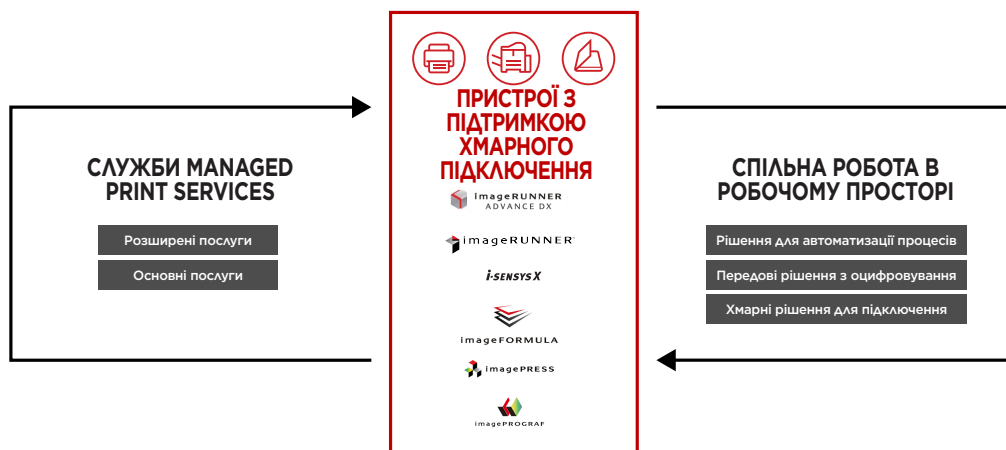 СЛУЖБИ MANAGED
PRINT SERVICES
Розширені послуги
Основні послуги
ПРИСТРОЇ З
ПІДТРИМКОЮ
ХМАРНОГО
ПІДКЛЮЧЕННЯ
imageRUNNER
ADVANCE DX
imageRUNNER
i-SENSYS X
imageFORMULA
imagePRESS
imagePROGRAF
СПІЛЬНА РОБОТА В
РОБОЧОМУ ПРОСТОРІ
Рішення для автоматизації процесів
Передові рішення з оцифровування
Хмарні рішення для підключення